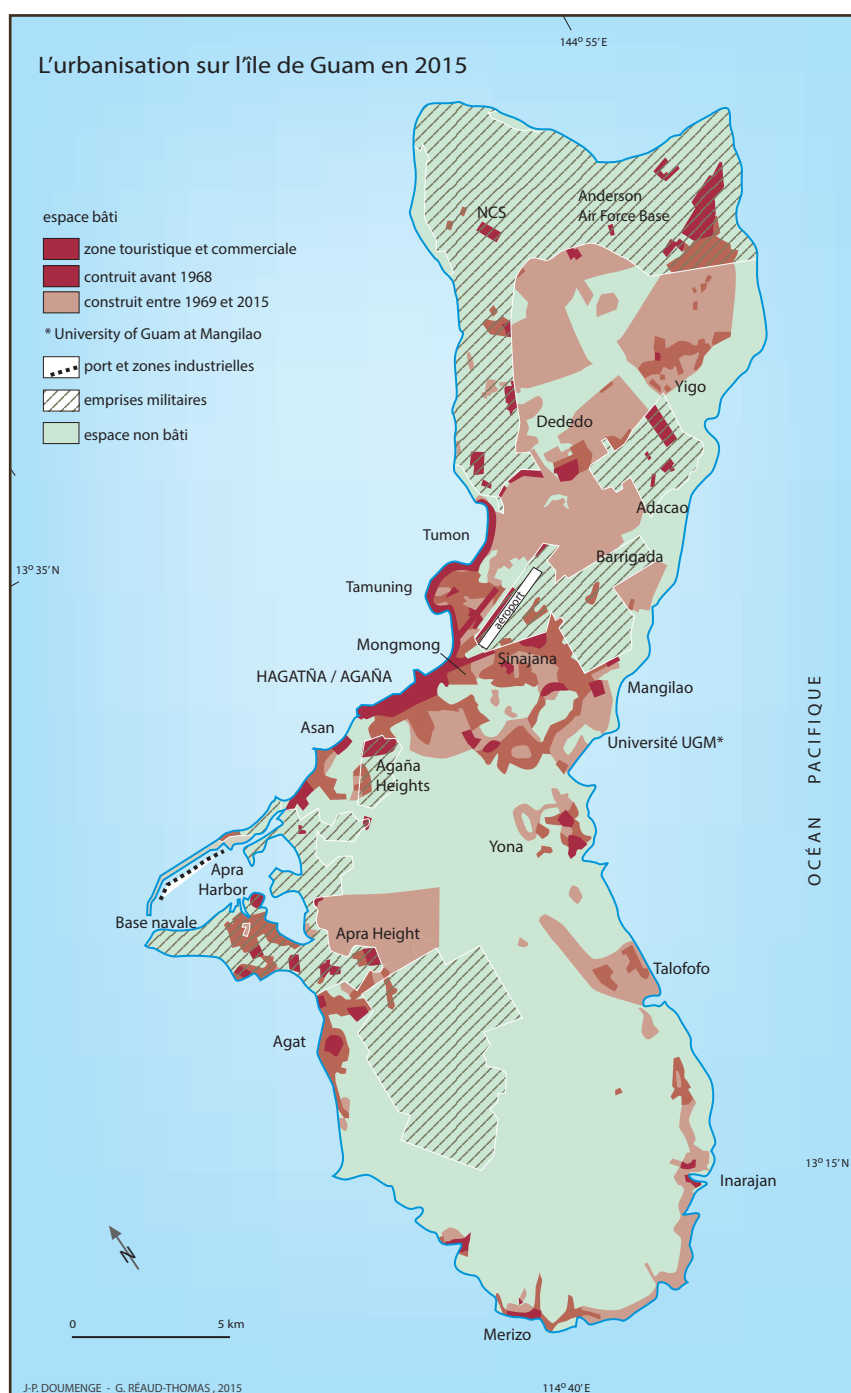 144° 55' E
L'urbanisation sur l'île de Guam en 2015
espace bâti
zone touristique et commerciale
contruit avant 1968
construit entre 1969 et 2015
* University of Guam at Mangilao
port et zones industrielles
emprises militaires
espace non bâti
NCS
Anderson
Air Force Base
Yigo
Dededo
Adacao
Tumon
Barrigada
13° 35' N
Tamuning
aéroport
Mongmong
Sinajana
HAGATÑA / AGAÑA
Mangilao
Asan
Université UGM*
Agaña
Heights
OCÉAN PACIFIQUE
Yona
Apra
Harbor
Base navale
Apra Height
Talofofo
Agat
13° 15' N
Inarajan
N
0 5 km
Merizo
J-P. DOUMENGE - G. RÉAUD-THOMAS , 2015
114° 40' E